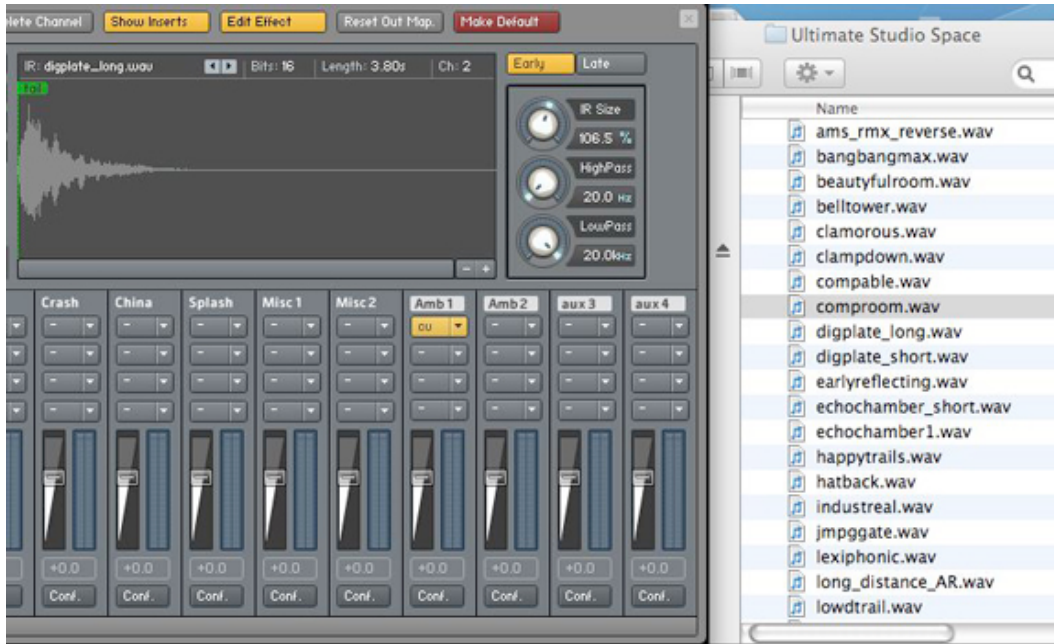 lete Channel Show Inserts Edit Effect Reset Out Map. Make Default
IR: digplate_long.wav Bits: 16 Length: 3.80s Ch: 2 Early Late
tail
IR Size
106.5 %
HighPass
20.0 Hz
LowPass
20.0kHz
- +
Crash China Splash Misc 1 Misc 2 Amb 1 Amb 2 aux 3 aux 4
- - - - - cu - - -
- - - - - - - - -
- - - - - - - - -
- - - - - - - - -
+0.0 +0.0 +0.0 +0.0 +0.0 +0.0 +0.0 +0.0 +0.0
Conf. Conf. Conf. Conf. Conf. Conf. Conf. Conf. Conf.
Ultimate Studio Space
Name
ams_rmx_reverse.wav
bangbangmax.wav
beautyfulroom.wav
belltower.wav
clamorous.wav
clampdown.wav
compable.wav
comproom.wav
digplate_long.wav
digplate_short.wav
earlyreflecting.wav
echochamber_short.wav
echochamber1.wav
happytrails.wav
hatback.wav
industreal.wav
jmpggate.wav
lexiphonic.wav
long_distance_AR.wav
lowdtrail.wav